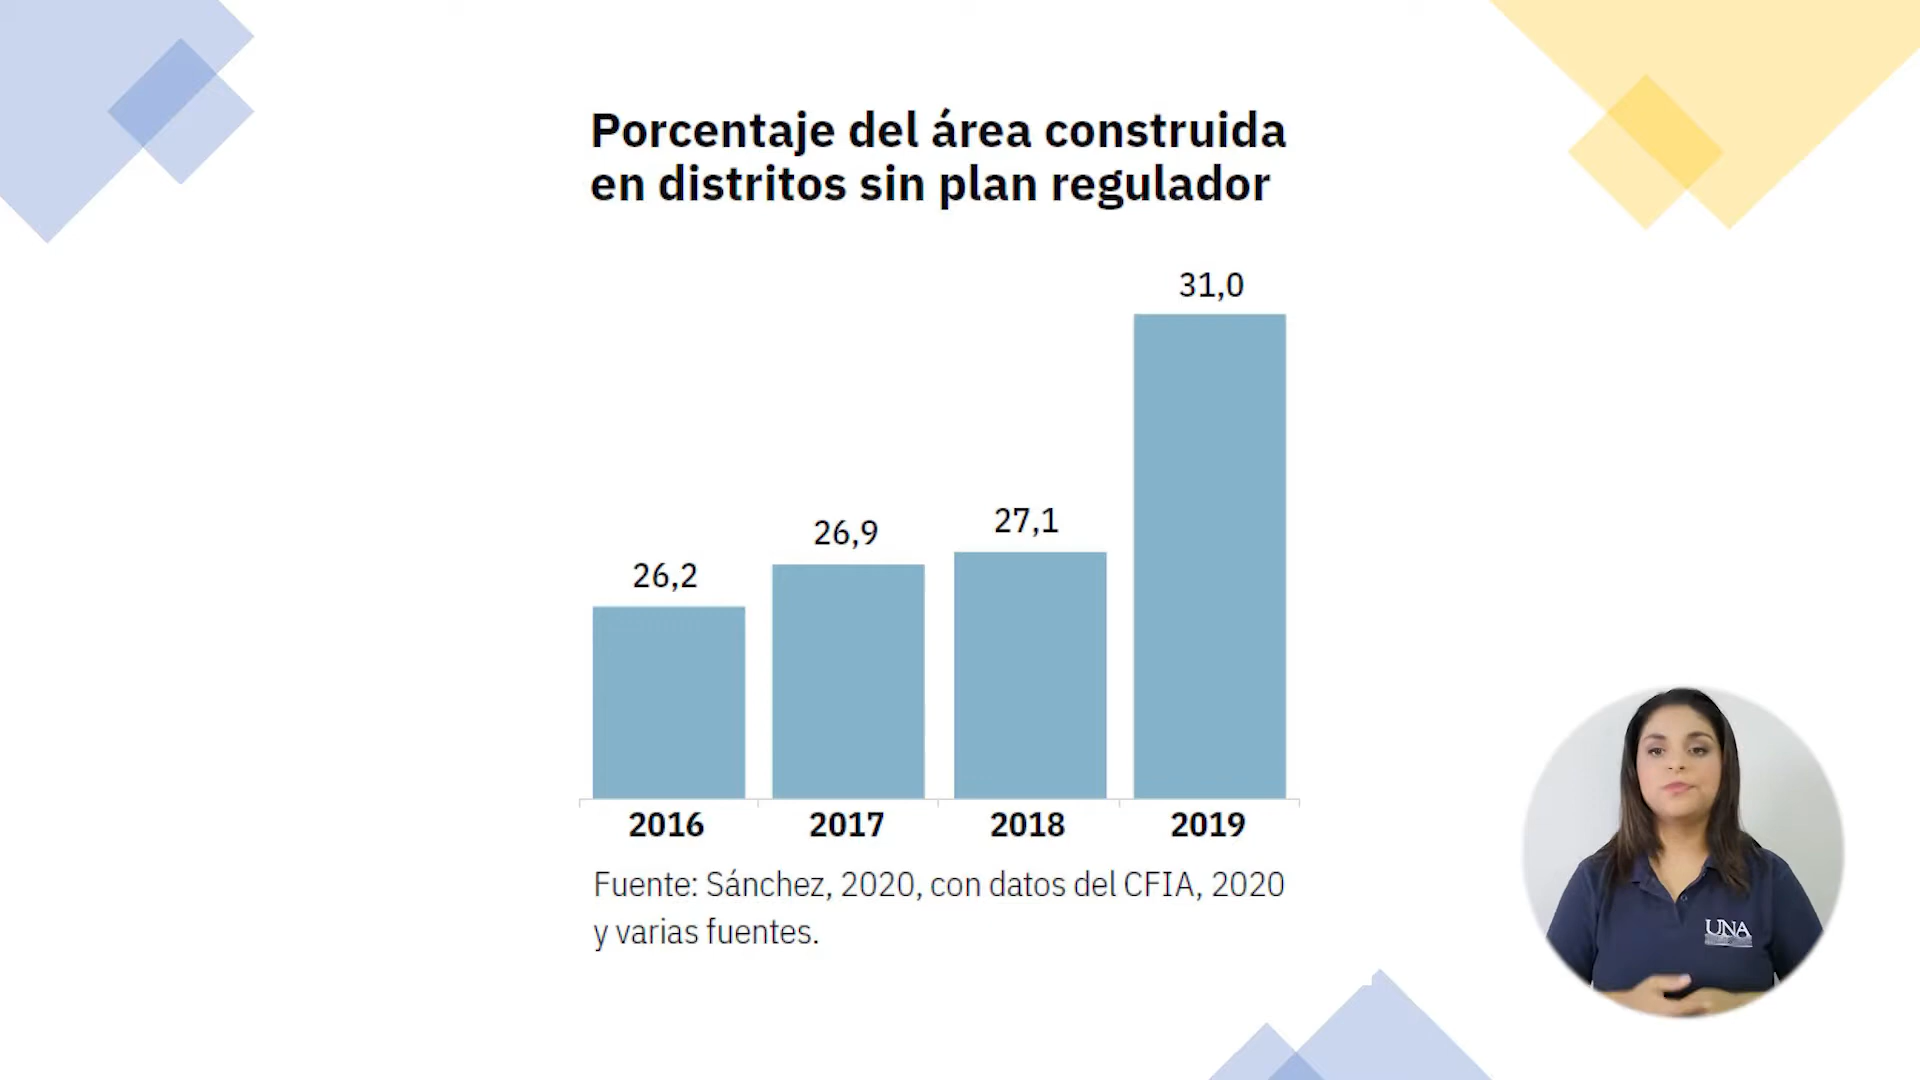 Porcentaje del área construida
en distritos sin plan regulador
31,0
27,1
26,9
26,2
2016 2017 2018 2019
Fuente: Sánchez, 2020, con datos del CFIA, 2020
y varias fuentes.
UNA